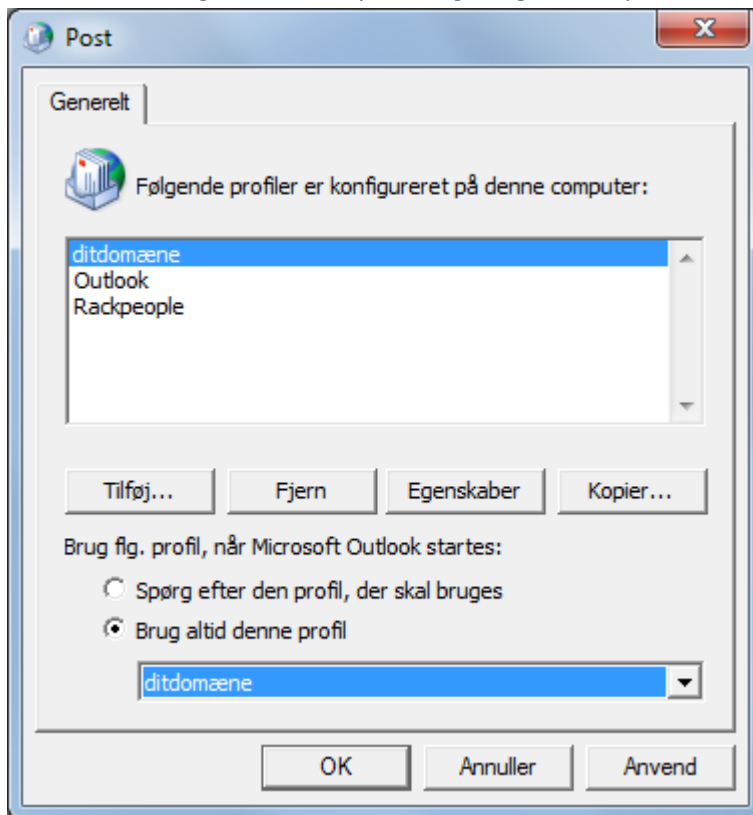 Post
Generelt
Følgende profiler er konfigureret på denne computer:
ditdomæne
Outlook
Rackpeople
Tilføj...
Fjern
Egenskaber
Kopier...
Brug flg. profil, når Microsoft Outlook startes:
Spørg efter den profil, der skal bruges
Brug altid denne profil
ditdomæne
OK
Annuller
Anvend